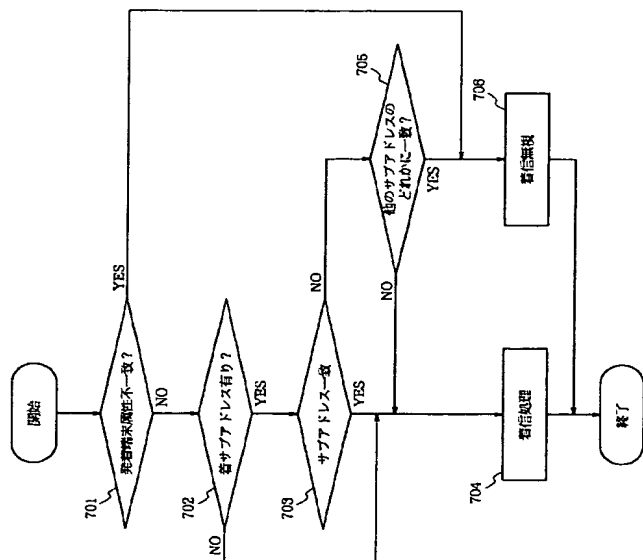 開始
701
発着端末属性不一致？
YES
NO
702
着サブアドレス有り？
NO
YES
703
サブアドレス一致
NO
YES
705
他のサブアドレスの
どれかに一致？
NO
YES
704
着信処理
706
着信無視
終了